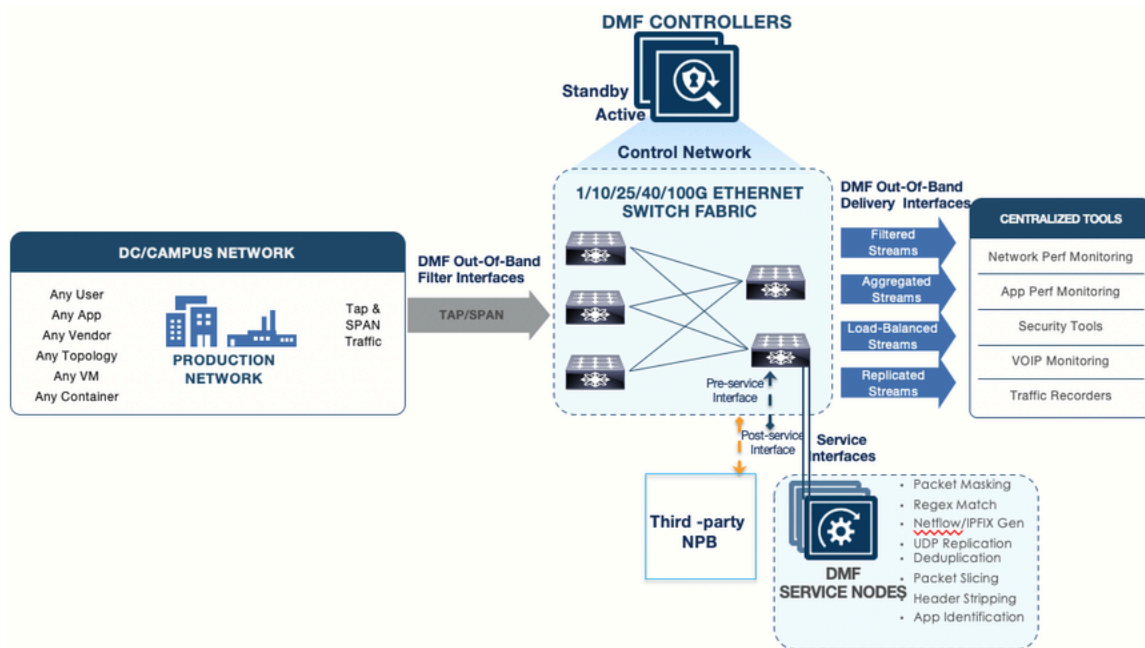 DMF CONTROLLERS
Standby
Active
Control Network
1/10/25/40/100G ETHERNET
SWITCH FABRIC
DC/CAMPUS NETWORK
Any User
Any App
Any Vendor
Any Topology
Any VM
Any Container
PRODUCTION
NETWORK
Tap &
SPAN
Traffic
DMF Out-Of-Band
Filter Interfaces
TAP/SPAN
Pre-service
Interface
Post-service
Interface
Service
Interfaces
DMF Out-Of-Band
Delivery Interfaces
Filtered
Streams
Aggregated
Streams
Load-Balanced
Streams
Replicated
Streams
CENTRALIZED TOOLS
Network Perf Monitoring
App Perf Monitoring
Security Tools
VOIP Monitoring
Traffic Recorders
Third -party
NPB
DMF
SERVICE NODES
• Packet Masking
• Regex Match
• Netflow/IPFIX Gen
• UDP Replication
• Deduplication
• Packet Slicing
• Header Stripping
• App Identification